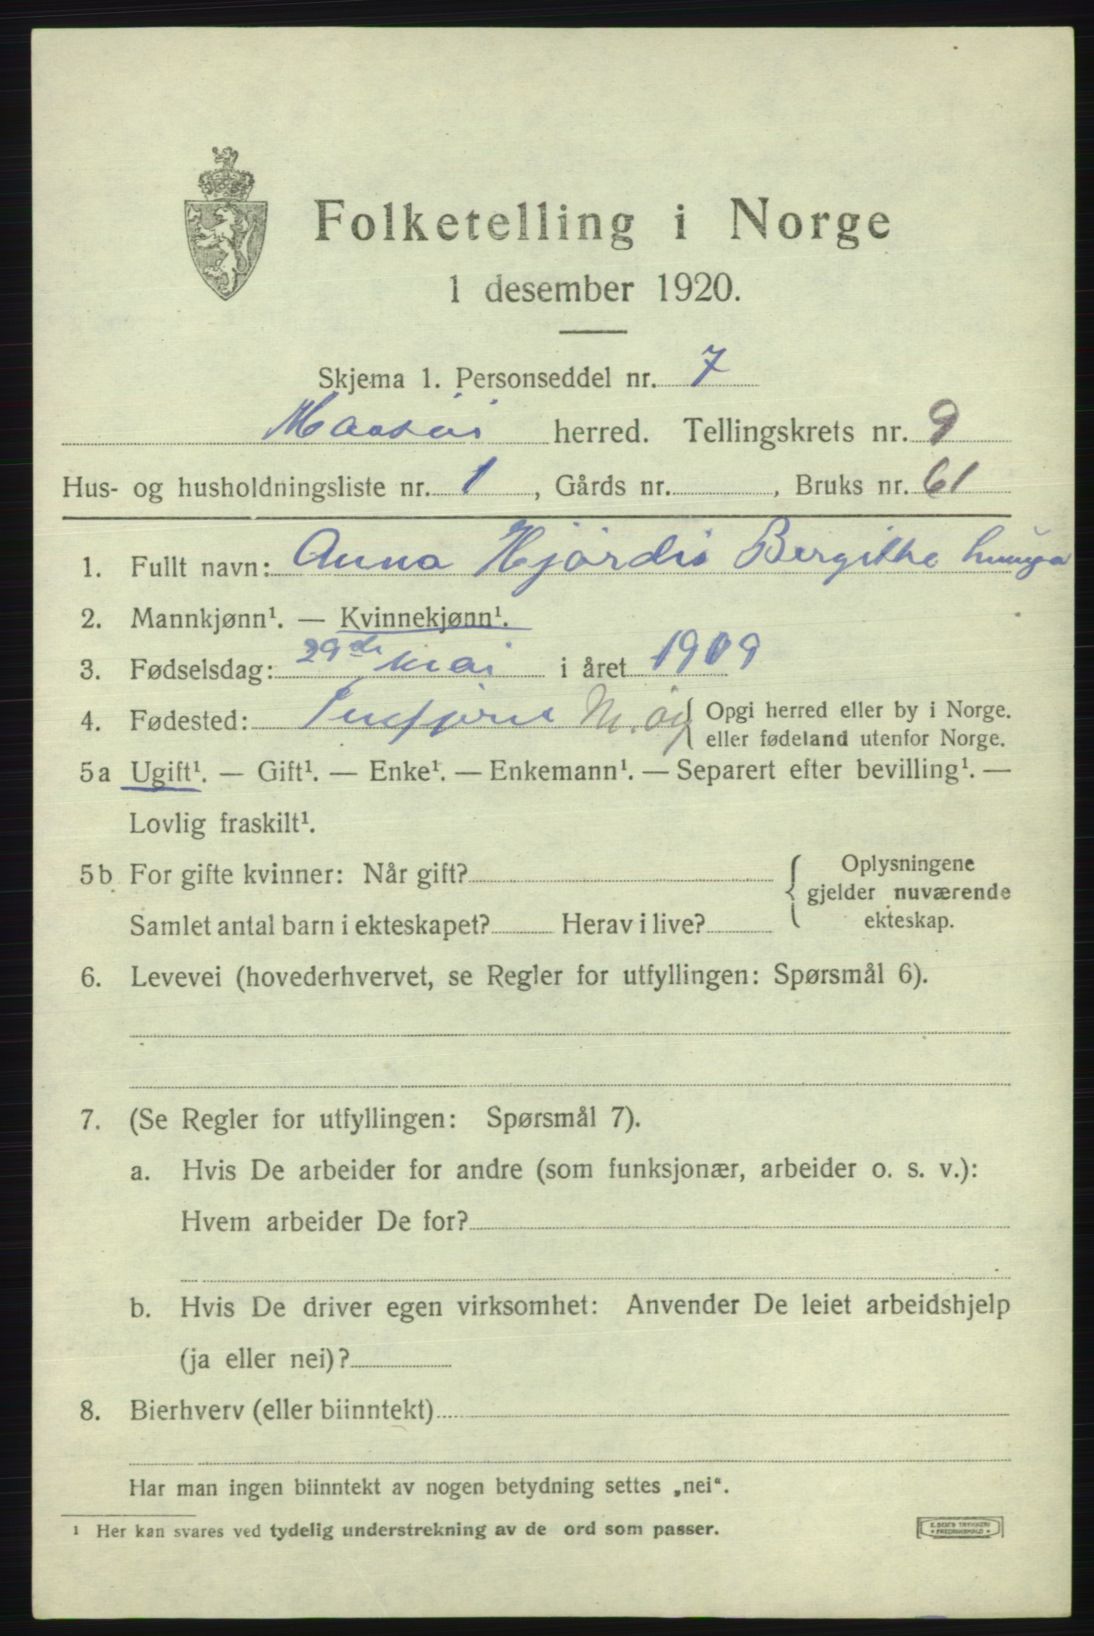 Folketelling i Norge
1 desember 1920.
Skjema 1. Personseddel nr. 7
Maasøi herred. Tellingskrets nr. 9
Hus- og husholdningsliste nr. 1, Gårds nr. , Bruks nr. 61
1. Fullt navn: Anna Hjördis Bergithe
2. Mannkjønn¹. — Kvinnekjønn¹.
3. Fødselsdag: 29de mai i året 1909
4. Fødested: Opgi herred eller by i Norge.
eller fødeland utenfor Norge.
5 a Ugift¹. — Gift¹. — Enke¹. — Enkemann¹. — Separert efter bevilling¹. —
Lovlig fraskilt¹.
5 b For gifte kvinner: Når gift? Oplysningene
gjelder nuværende
Samlet antal barn i ekteskapet? Herav i live? ekteskap.
6. Levevei (hovederhvervet, se Regler for utfyllingen: Spørsmål 6).
7. (Se Regler for utfyllingen: Spørsmål 7).
a. Hvis De arbeider for andre (som funksjonær, arbeider o. s. v.):
Hvem arbeider De for?
b. Hvis De driver egen virksomhet: Anvender De leiet arbeidshjelp
(ja eller nei)?
8. Bierhverv (eller biinntekt)
Har man ingen biinntekt av nogen betydning settes „nei“.
¹ Her kan svares ved tydelig understrekning av de ord som passer.